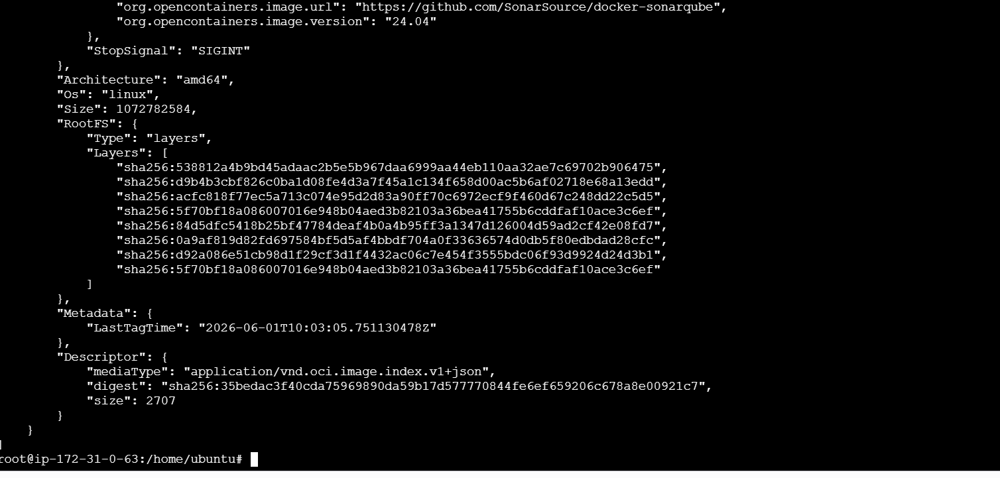 "org.opencontainers.image.url": "https://github.com/SonarSource/docker-sonarqube",
"org.opencontainers.image.version": "24.04"
},
"StopSignal": "SIGINT"
},
"Architecture": "amd64",
"Os": "linux",
"Size": 1072782584,
"RootFS": {
"Type": "layers",
"Layers": [
"sha256:538812a4b9bd45adaac2b5e5b967daa6999aa44eb110aa32ae7c69702b906475",
"sha256:d9b4b3cbf826c0ba1d08fe4d3a7f45a1c134f658d00ac5b6af02718e68a13edd",
"sha256:acfc818f77ec5a713c074e95d2d83a90ff70c6972ecf9f460d67c248dd22c5d5",
"sha256:5f70bf18a086007016e948b04aed3b82103a36bea41755b6cddfaf10ace3c6ef",
"sha256:84d5dfc5418b25bf47784deaf4b0a4b95ff3a1347d126004d59ad2cf42e08fd7",
"sha256:0a9af819d82fd697584bf5d5af4bbdf704a0f33636574d0db5f80edbdad28cfc",
"sha256:d92a086e51cb98d1f29cf3d1f4432ac06c7e454f3555bdc06f93d9924d24d3b1",
"sha256:5f70bf18a086007016e948b04aed3b82103a36bea41755b6cddfaf10ace3c6ef"
]
},
"Metadata": {
"LastTagTime": "2026-06-01T10:03:05.751130478Z"
},
"Descriptor": {
"mediaType": "application/vnd.oci.image.index.v1+json",
"digest": "sha256:35bedac3f40cda75969890da59b17d577770844fe6ef659206c678a8e00921c7",
"size": 2707
}
}
]
root@ip-172-31-0-63:/home/ubuntu#